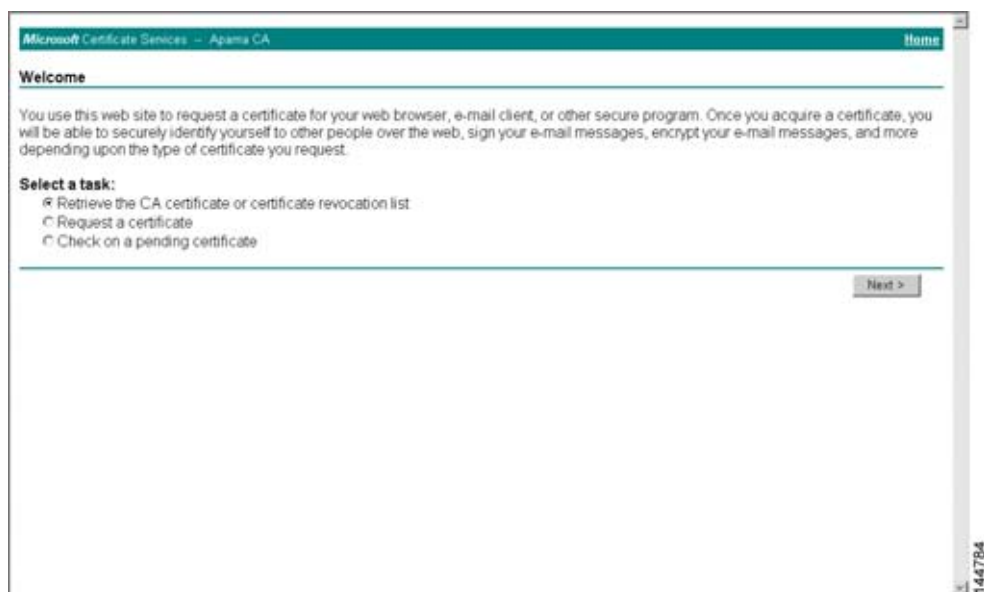 Microsoft Certificate Services -- Aparna CA Home
Welcome
You use this web site to request a certificate for your web browser, e-mail client, or other secure program. Once you acquire a certificate, you
will be able to securely identify yourself to other people over the web, sign your e-mail messages, encrypt your e-mail messages, and more
depending upon the type of certificate you request.
Select a task:
Retrieve the CA certificate or certificate revocation list
Request a certificate
Check on a pending certificate
Next >
144784